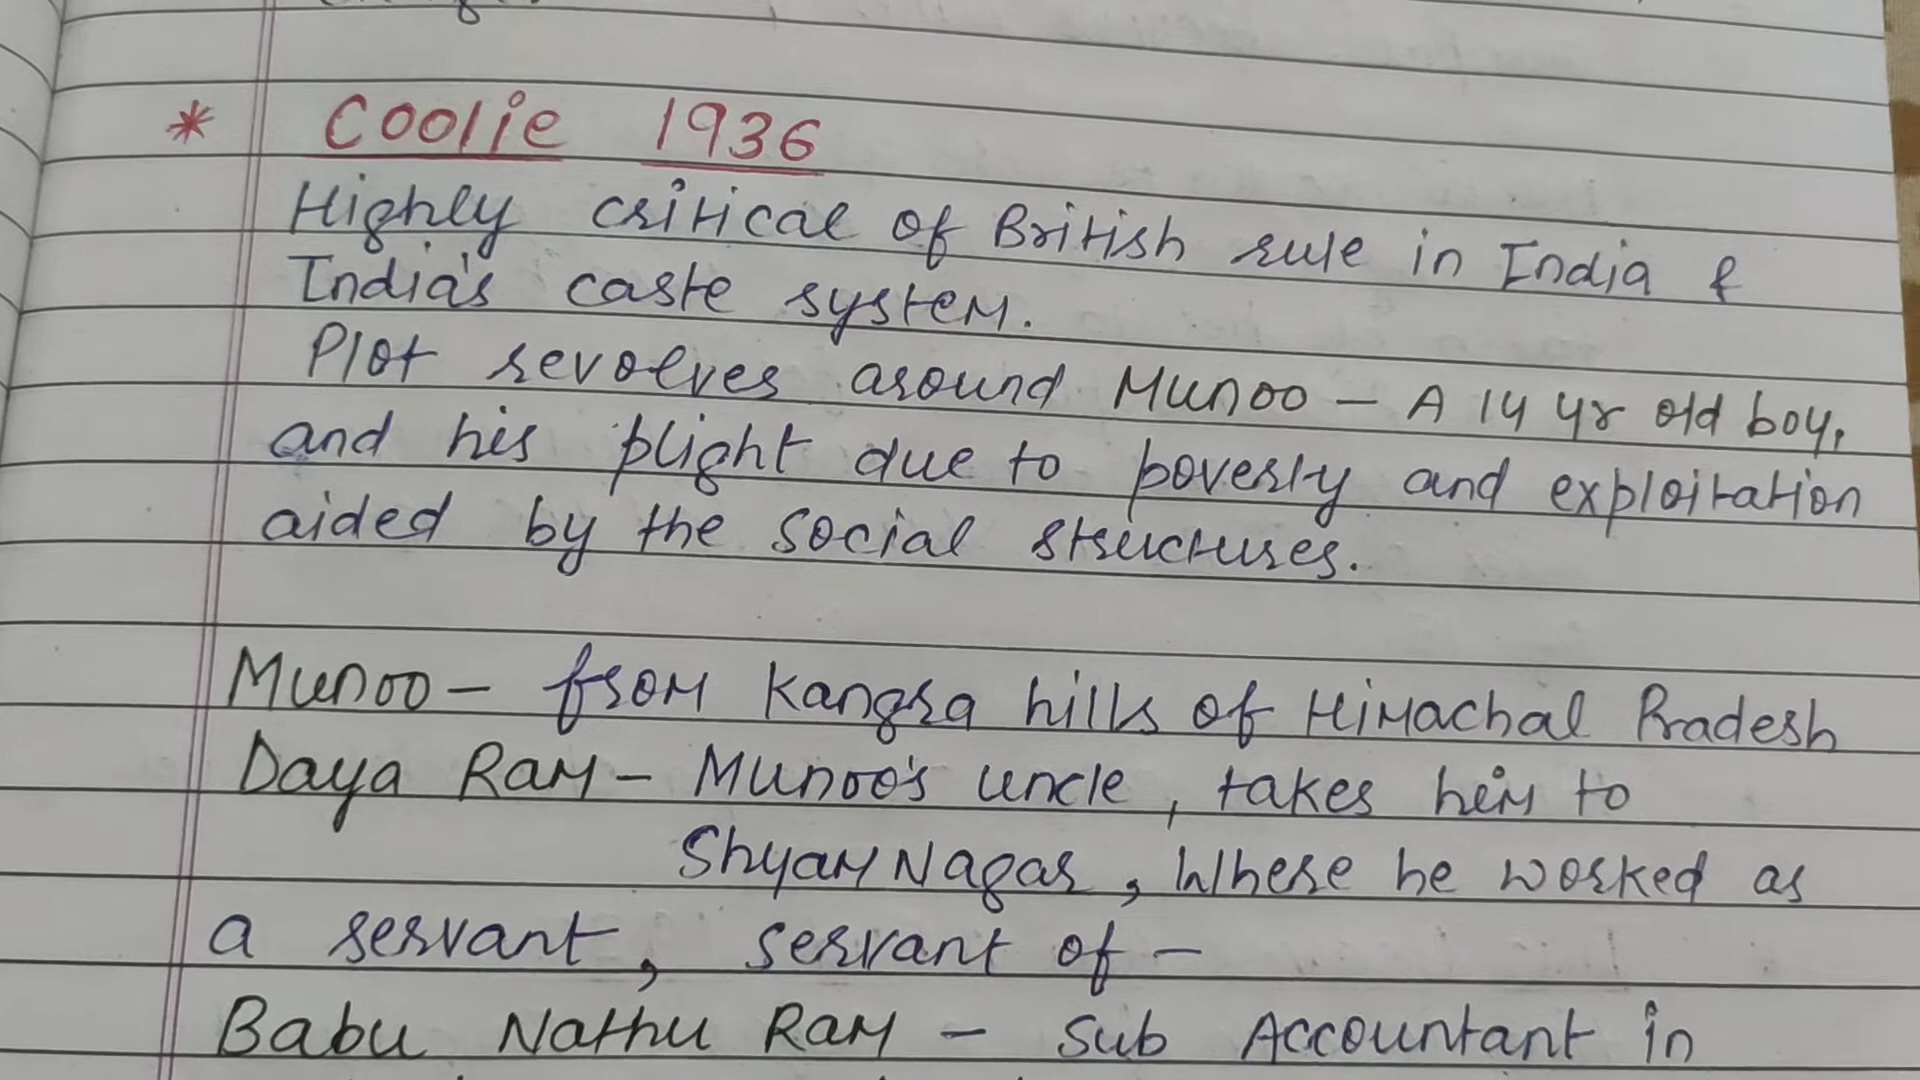 * Coolie 1936
Highly critical of British rule in India &
India's caste system.
Plot revolves around Munoo - A 14 yr old boy,
and his plight due to poverty and exploitation
aided by the social structures.
Munoo - from Kangra hills of Himachal Pradesh
Daya Ram - Munoo's uncle, takes him to
Shyam Nagar, Where he worked as
a servant, servant of -
Babu Nathu Ram - Sub Accountant in